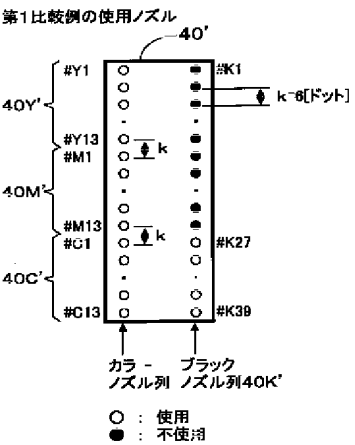 第1比較例の使用ノズル
40'
#Y1
#K1
k=6[ドット]
40Y'
#Y13
k
#M1
40M'
#M13
k
#C1
#K27
40C'
#C13
#K39
カラー
ノズル列
ブラック
ノズル列40K'
○ : 使用
● : 不使用